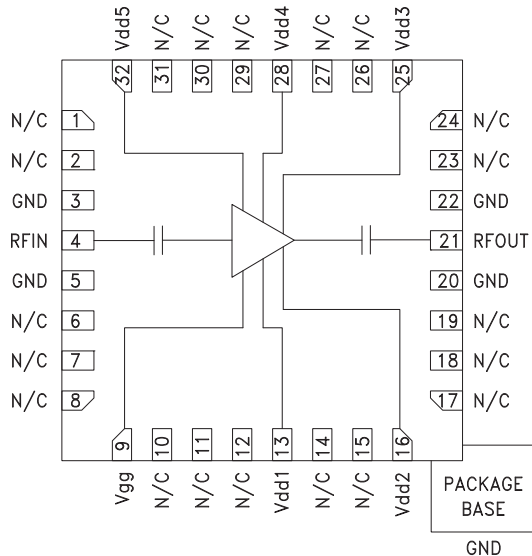 Vdd5 N/C N/C N/C Vdd4 N/C N/C Vdd3
32 31 30 29 28 27 26 25
N/C 1 24 N/C
N/C 2 23 N/C
GND 3 22 GND
RFIN 4 21 RFOUT
GND 5 20 GND
N/C 6 19 N/C
N/C 7 18 N/C
N/C 8 17 N/C
9 10 11 12 13 14 15 16
Vgg N/C N/C N/C Vdd1 N/C N/C Vdd2
PACKAGE
BASE
GND